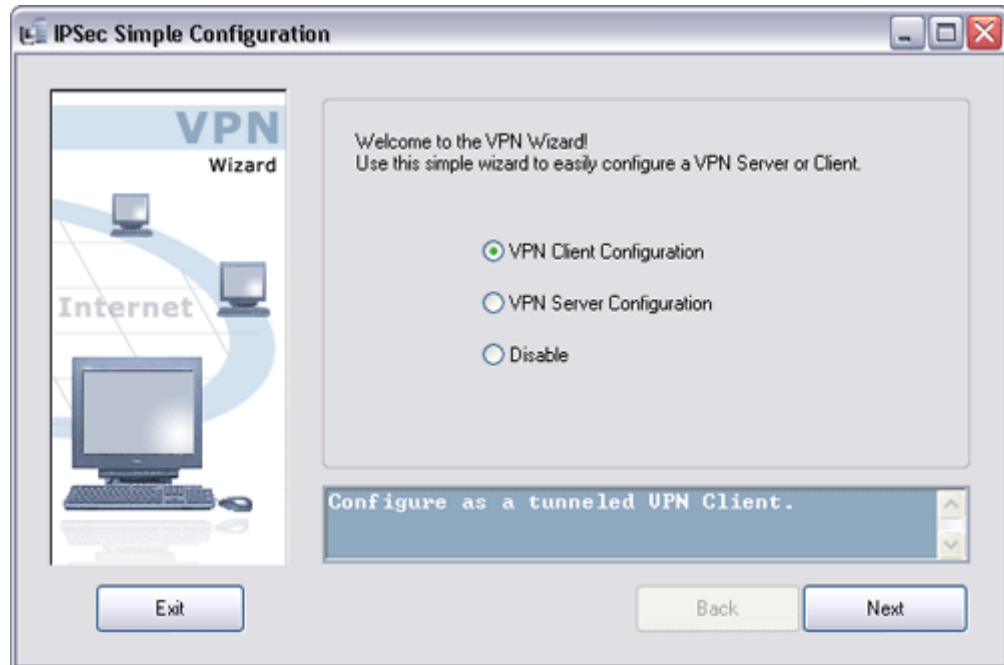 IPSec Simple Configuration
VPN
Wizard
Internet
Welcome to the VPN Wizard!
Use this simple wizard to easily configure a VPN Server or Client.
VPN Client Configuration
VPN Server Configuration
Disable
Configure as a tunneled VPN Client.
Exit
Back
Next